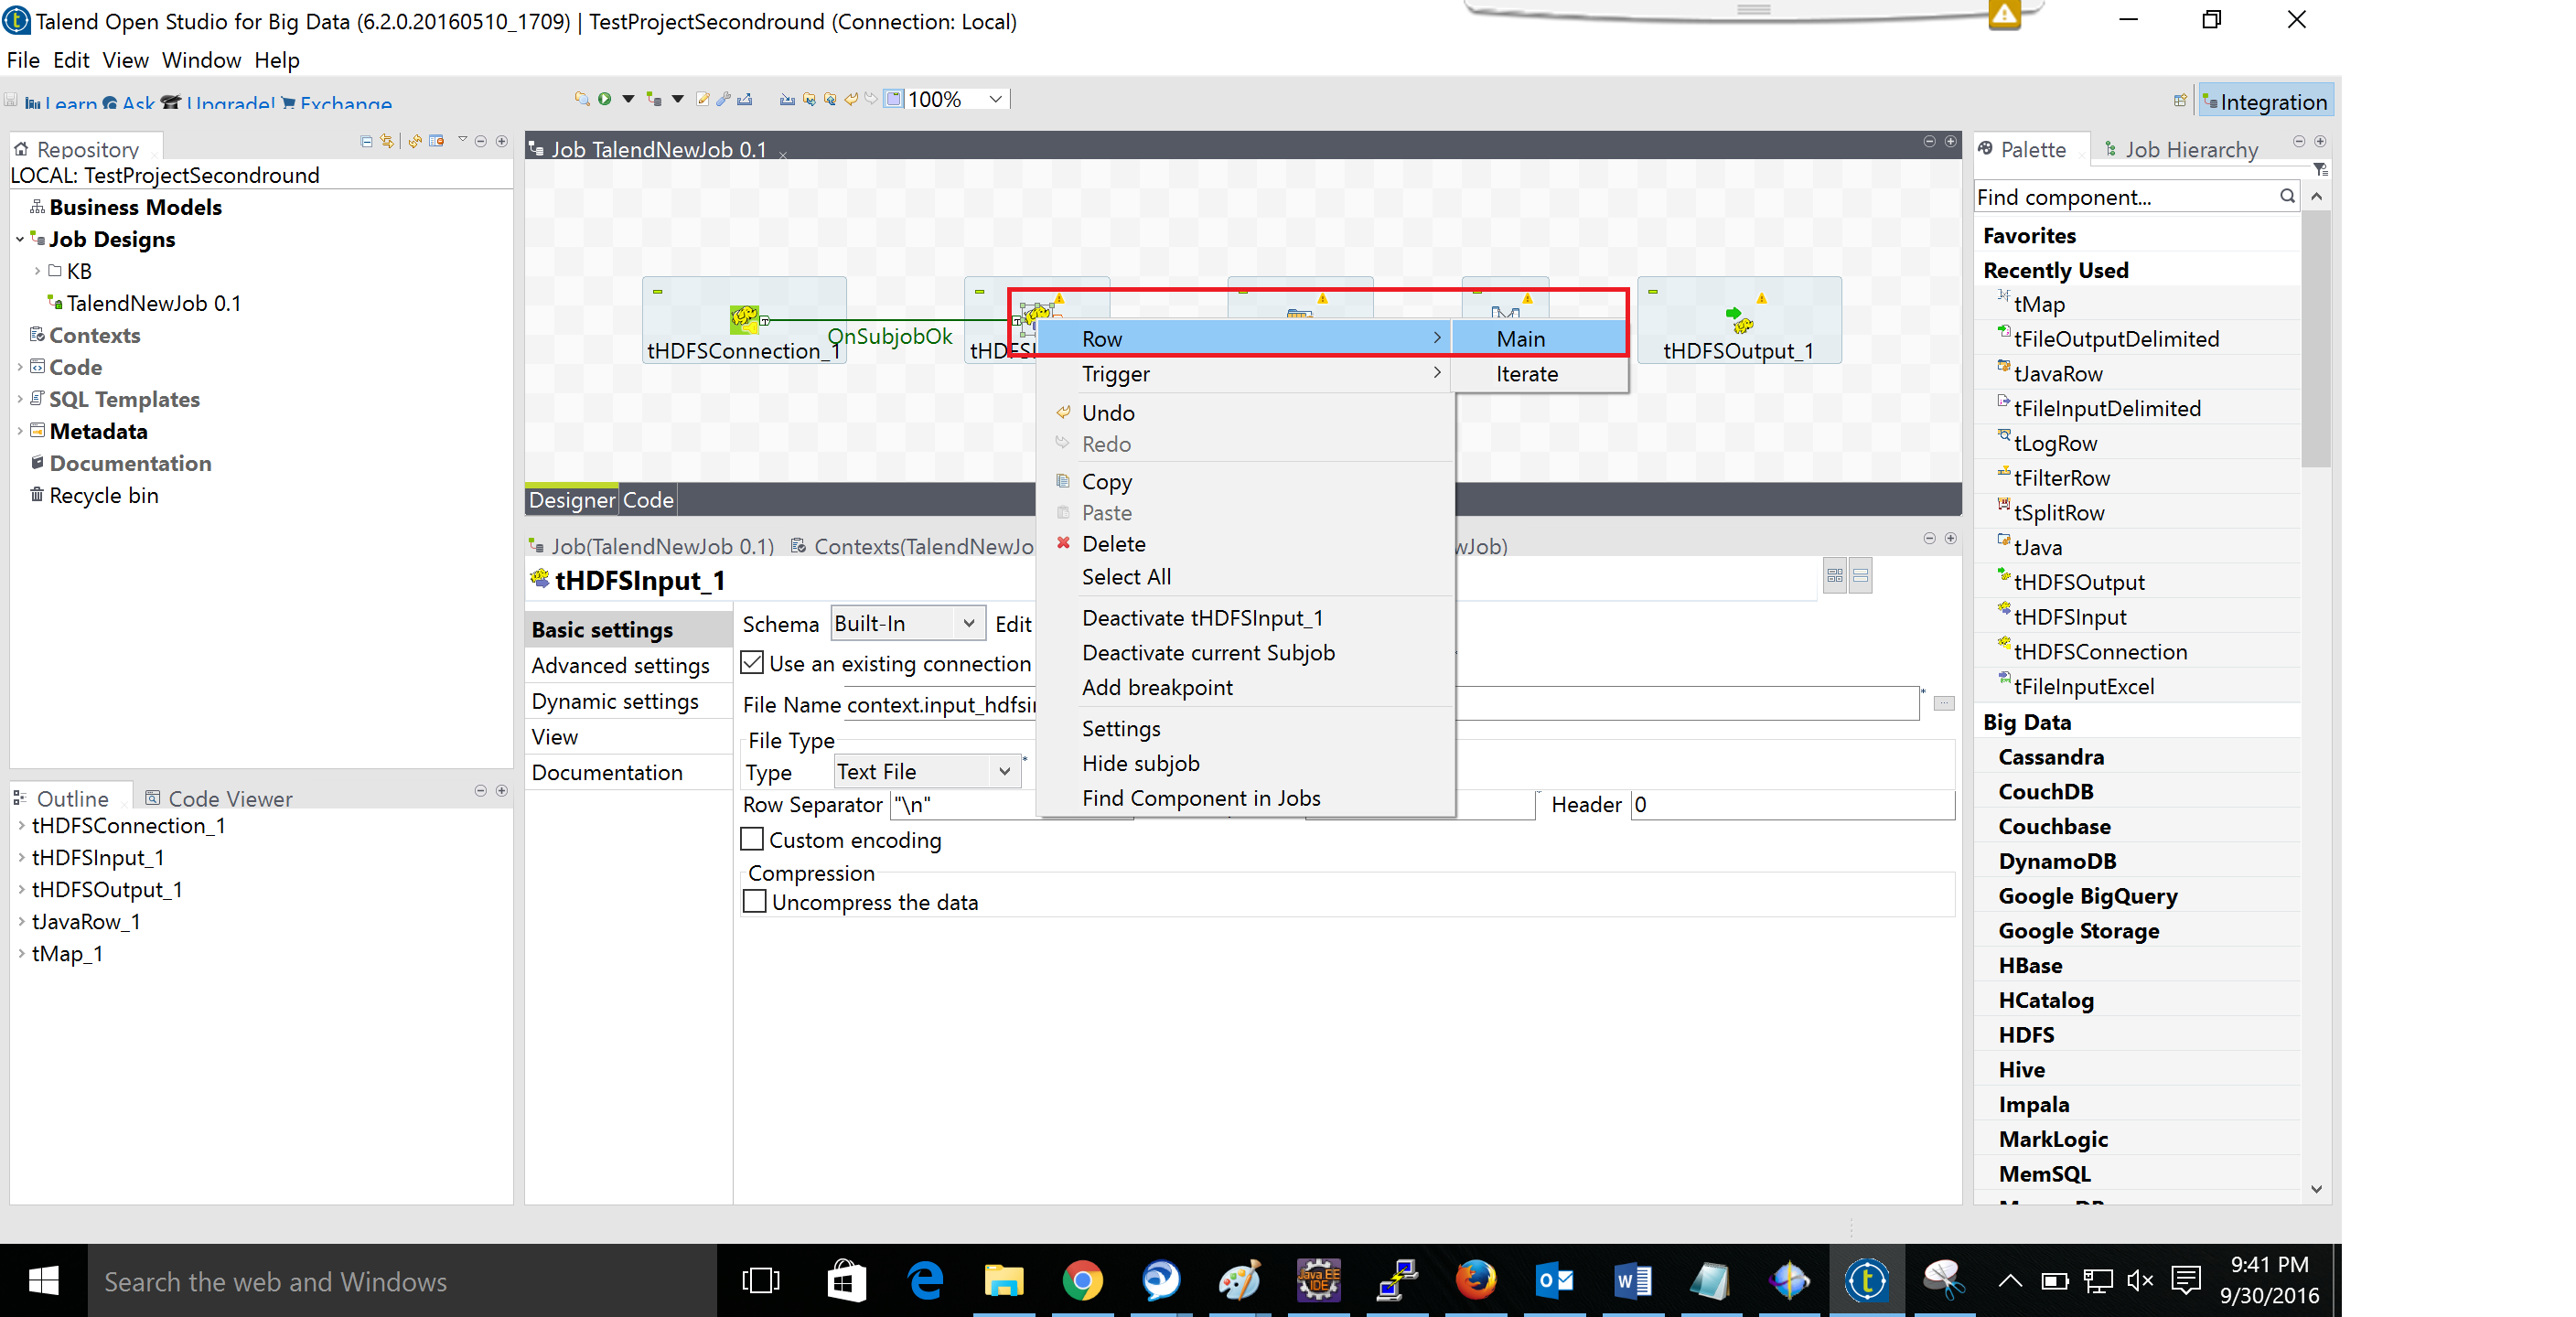 Talend Open Studio for Big Data (6.2.0.20160510_1709) | TestProjectSecondround (Connection: Local)
File Edit View Window Help
Learn Ask Upgrade! Exchange
100%
Integration
Repository
LOCAL: TestProjectSecondround
Business Models
Job Designs
KB
TalendNewJob 0.1
Contexts
Code
SQL Templates
Metadata
Documentation
Recycle bin
Outline
Code Viewer
tHDFSConnection_1
tHDFSInput_1
tHDFSOutput_1
tJavaRow_1
tMap_1
Job TalendNewJob 0.1
tHDFSConnection_1
OnSubjobOk
tHDFSI
tHDFSOutput_1
Row
Main
Trigger
Iterate
Undo
Redo
Copy
Paste
Delete
Select All
Deactivate tHDFSInput_1
Deactivate current Subjob
Add breakpoint
Settings
Hide subjob
Find Component in Jobs
Designer Code
Job(TalendNewJob 0.1)
Contexts(TalendNewJo
wJob)
tHDFSInput_1
Basic settings
Advanced settings
Dynamic settings
View
Documentation
Schema Built-In Edit
Use an existing connection
File Name context.input_hdfsi
File Type
Type Text File *
Row Separator "\n"
Header 0
Custom encoding
Compression
Uncompress the data
Palette
Job Hierarchy
Find component...
Favorites
Recently Used
tMap
tFileOutputDelimited
tJavaRow
tFileInputDelimited
tLogRow
tFilterRow
tSplitRow
tJava
tHDFSOutput
tHDFSInput
tHDFSConnection
tFileInputExcel
Big Data
Cassandra
CouchDB
Couchbase
DynamoDB
Google BigQuery
Google Storage
HBase
HCatalog
HDFS
Hive
Impala
MarkLogic
MemSQL
Search the web and Windows
Java EE
IDE
9:41 PM
9/30/2016